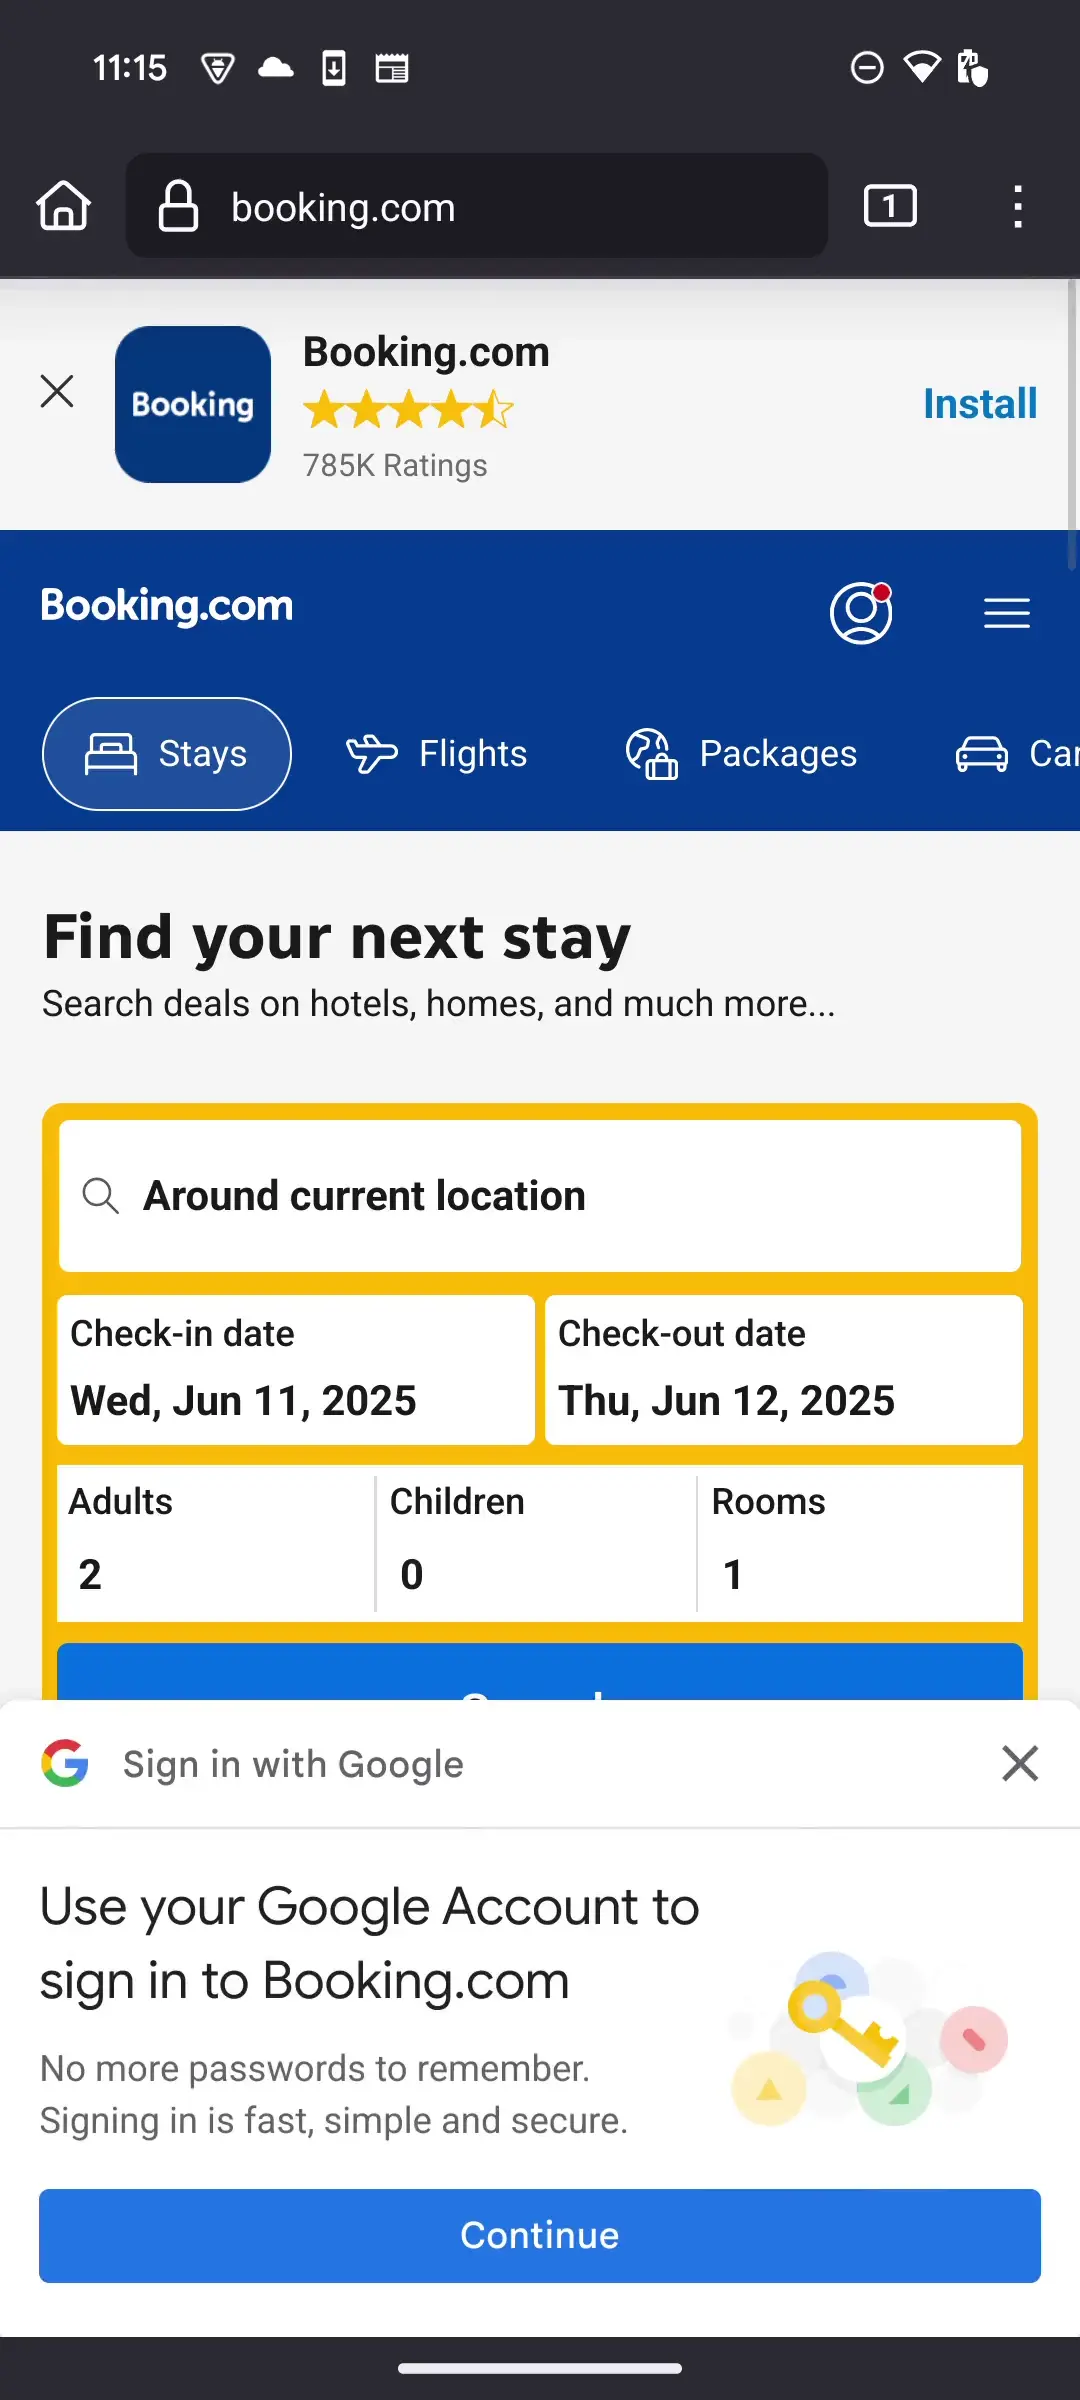 11:15
booking.com
1
Booking
Booking.com
785K Ratings
Install
Booking.com
Stays
Flights
Packages
Car
Find your next stay
Search deals on hotels, homes, and much more...
Around current location
Check-in date
Wed, Jun 11, 2025
Check-out date
Thu, Jun 12, 2025
Adults
2
Children
0
Rooms
1
Sign in with Google
Use your Google Account to
sign in to Booking.com
No more passwords to remember.
Signing in is fast, simple and secure.
Continue